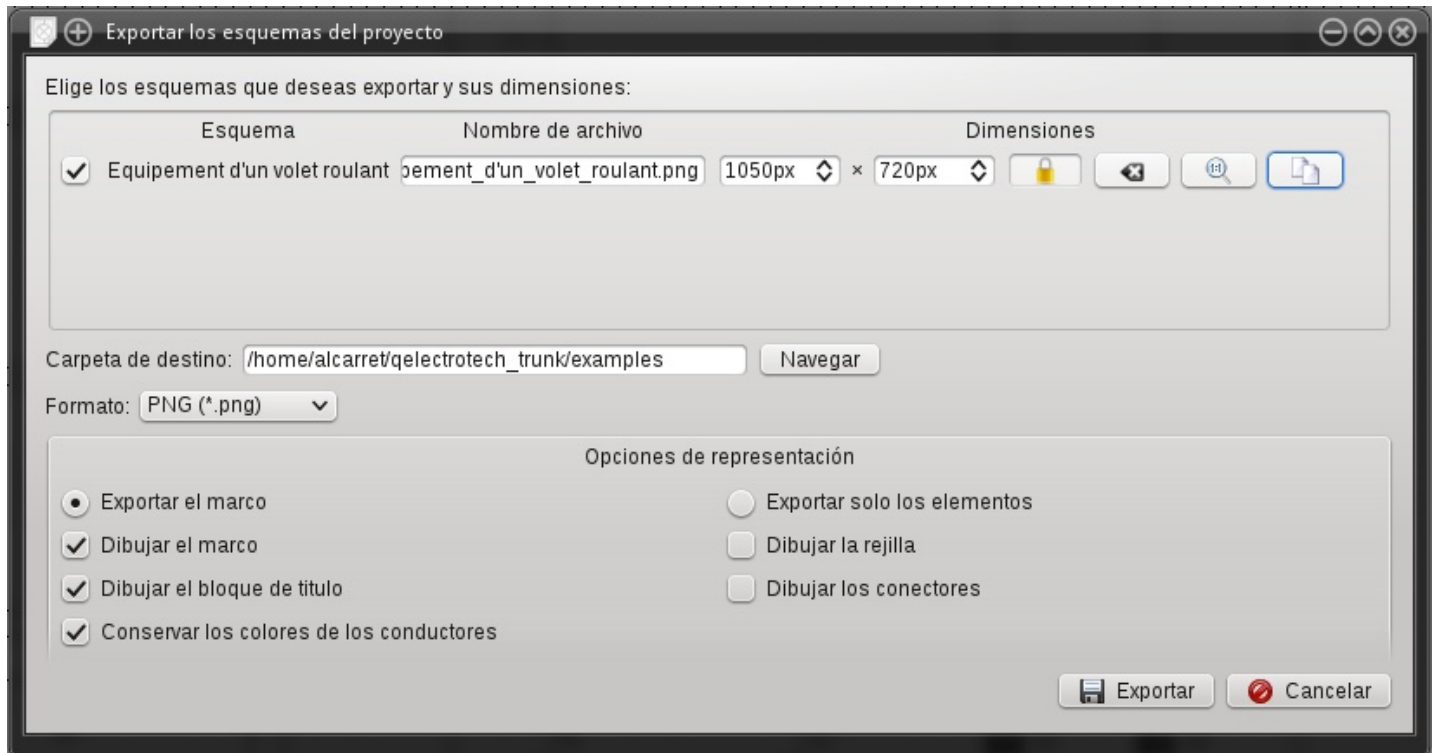 Exportar los esquemas del proyecto
Elige los esquemas que deseas exportar y sus dimensiones:
Esquema Nombre de archivo Dimensiones
Equipement d'un volet roulant pement_d'un_volet_roulant.png 1050px × 720px
Carpeta de destino: /home/alcarret/qelectrotech_trunk/examples Navegar
Formato: PNG (*.png)
Opciones de representación
Exportar el marco Exportar solo los elementos
Dibujar el marco Dibujar la rejilla
Dibujar el bloque de titulo Dibujar los conectores
Conservar los colores de los conductores
Exportar Cancelar